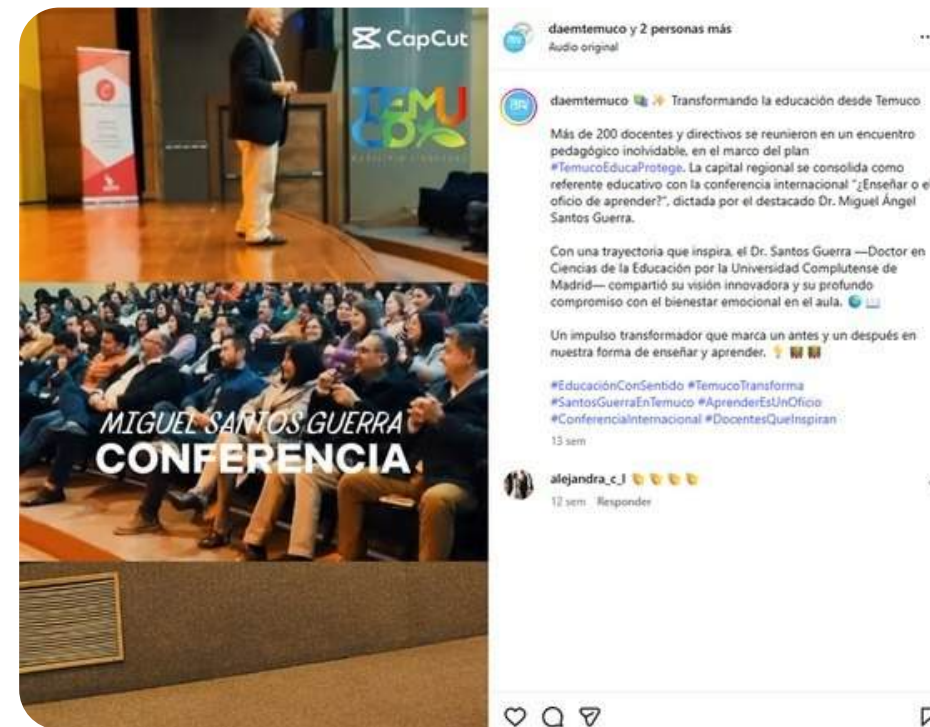 CapCut
TEMUCO
MIGUEL SANTOS GUERRA
CONFERENCIA
daemtemuco y 2 personas más
Audio original
daemtemuco Transformando la educación desde Temuco
Más de 200 docentes y directivos se reunieron en un encuentro
pedagógico inolvidable, en el marco del plan
#TemucoEducaProtege. La capital regional se consolida como
referente educativo con la conferencia internacional "¿Enseñar o el
oficio de aprender?", dictada por el destacado Dr. Miguel Ángel
Santos Guerra.
Con una trayectoria que inspira, el Dr. Santos Guerra —Doctor en
Ciencias de la Educación por la Universidad Complutense de
Madrid— compartió su visión innovadora y su profundo
compromiso con el bienestar emocional en el aula.
Un impulso transformador que marca un antes y un después en
nuestra forma de enseñar y aprender.
#EducaciónConSentido #TemucoTransforma
#SantosGuerraEnTemuco #AprenderEsUnOficio
#ConferenciaInternacional #DocentesQueInspiran
13 sem
alejandra_c_l
12 sem Responder